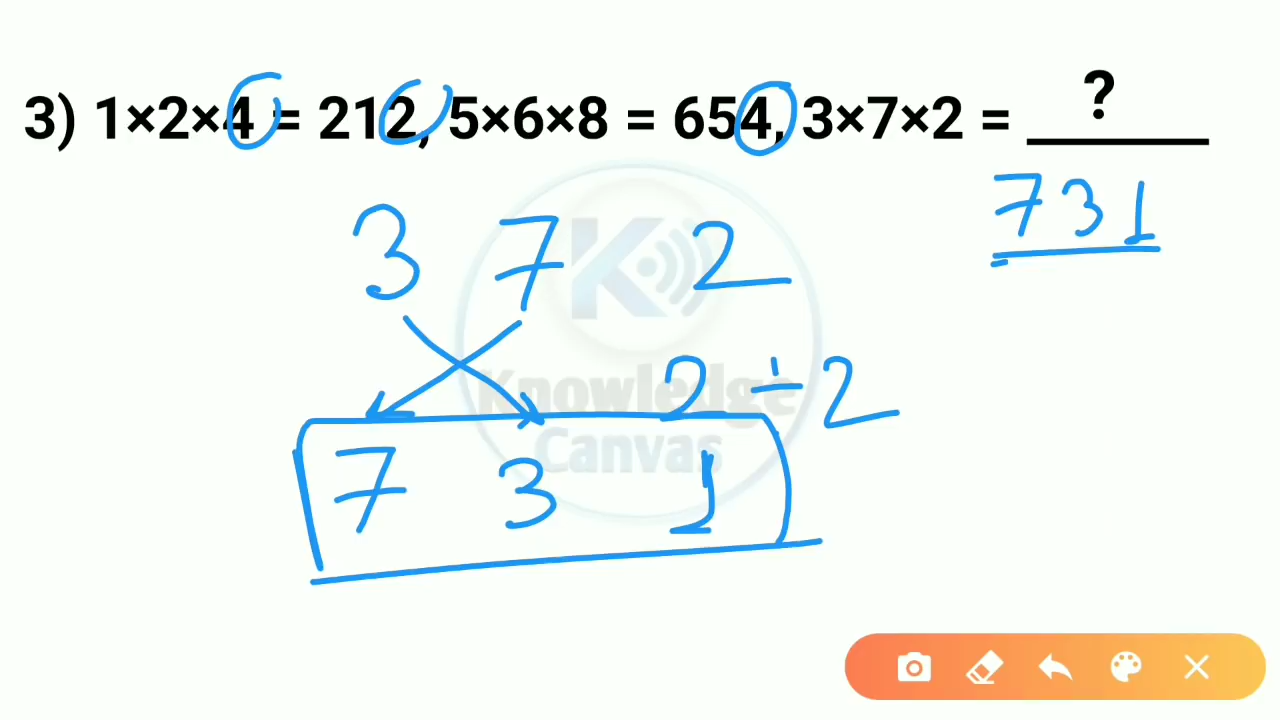 3) 1×2×4 = 212, 5×6×8 = 654, 3×7×2 = ?
731
3 7 2
2 ÷ 2
Knowledge
Canvas
7 3 1